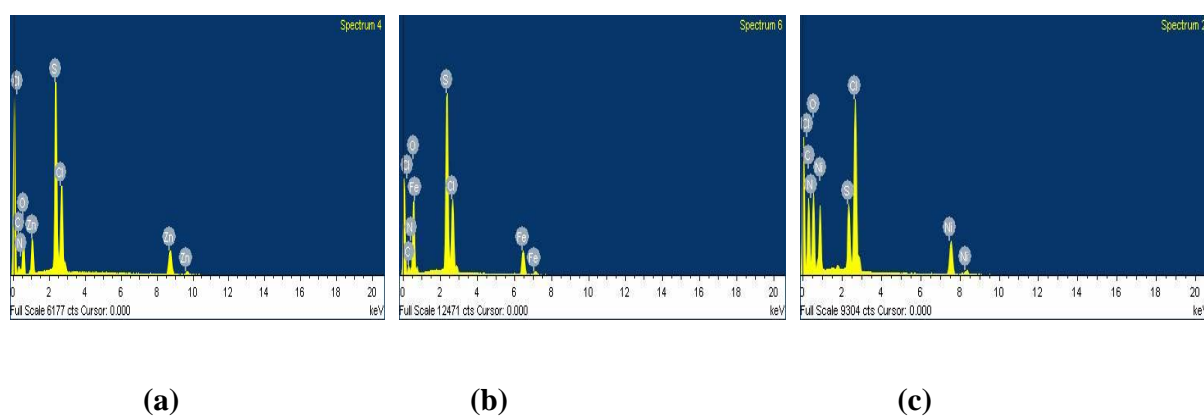 Spectrum 4
S
Cl
Cl
O
C
N
Zn
Zn
Zn
0 2 4 6 8 10 12 14 16 18 20
Full Scale 6177 cts Cursor: 0.000 keV
(a)
Spectrum 6
S
O
Cl
Fe
Cl
N
C
Fe
Fe
0 2 4 6 8 10 12 14 16 18 20
Full Scale 12471 cts Cursor: 0.000 keV
(b)
Spectrum 2
Cl
O
Cl
C
Ni
N
S
Ni
Ni
0 2 4 6 8 10 12 14 16 18 20
Full Scale 9304 cts Cursor: 0.000 keV
(c)